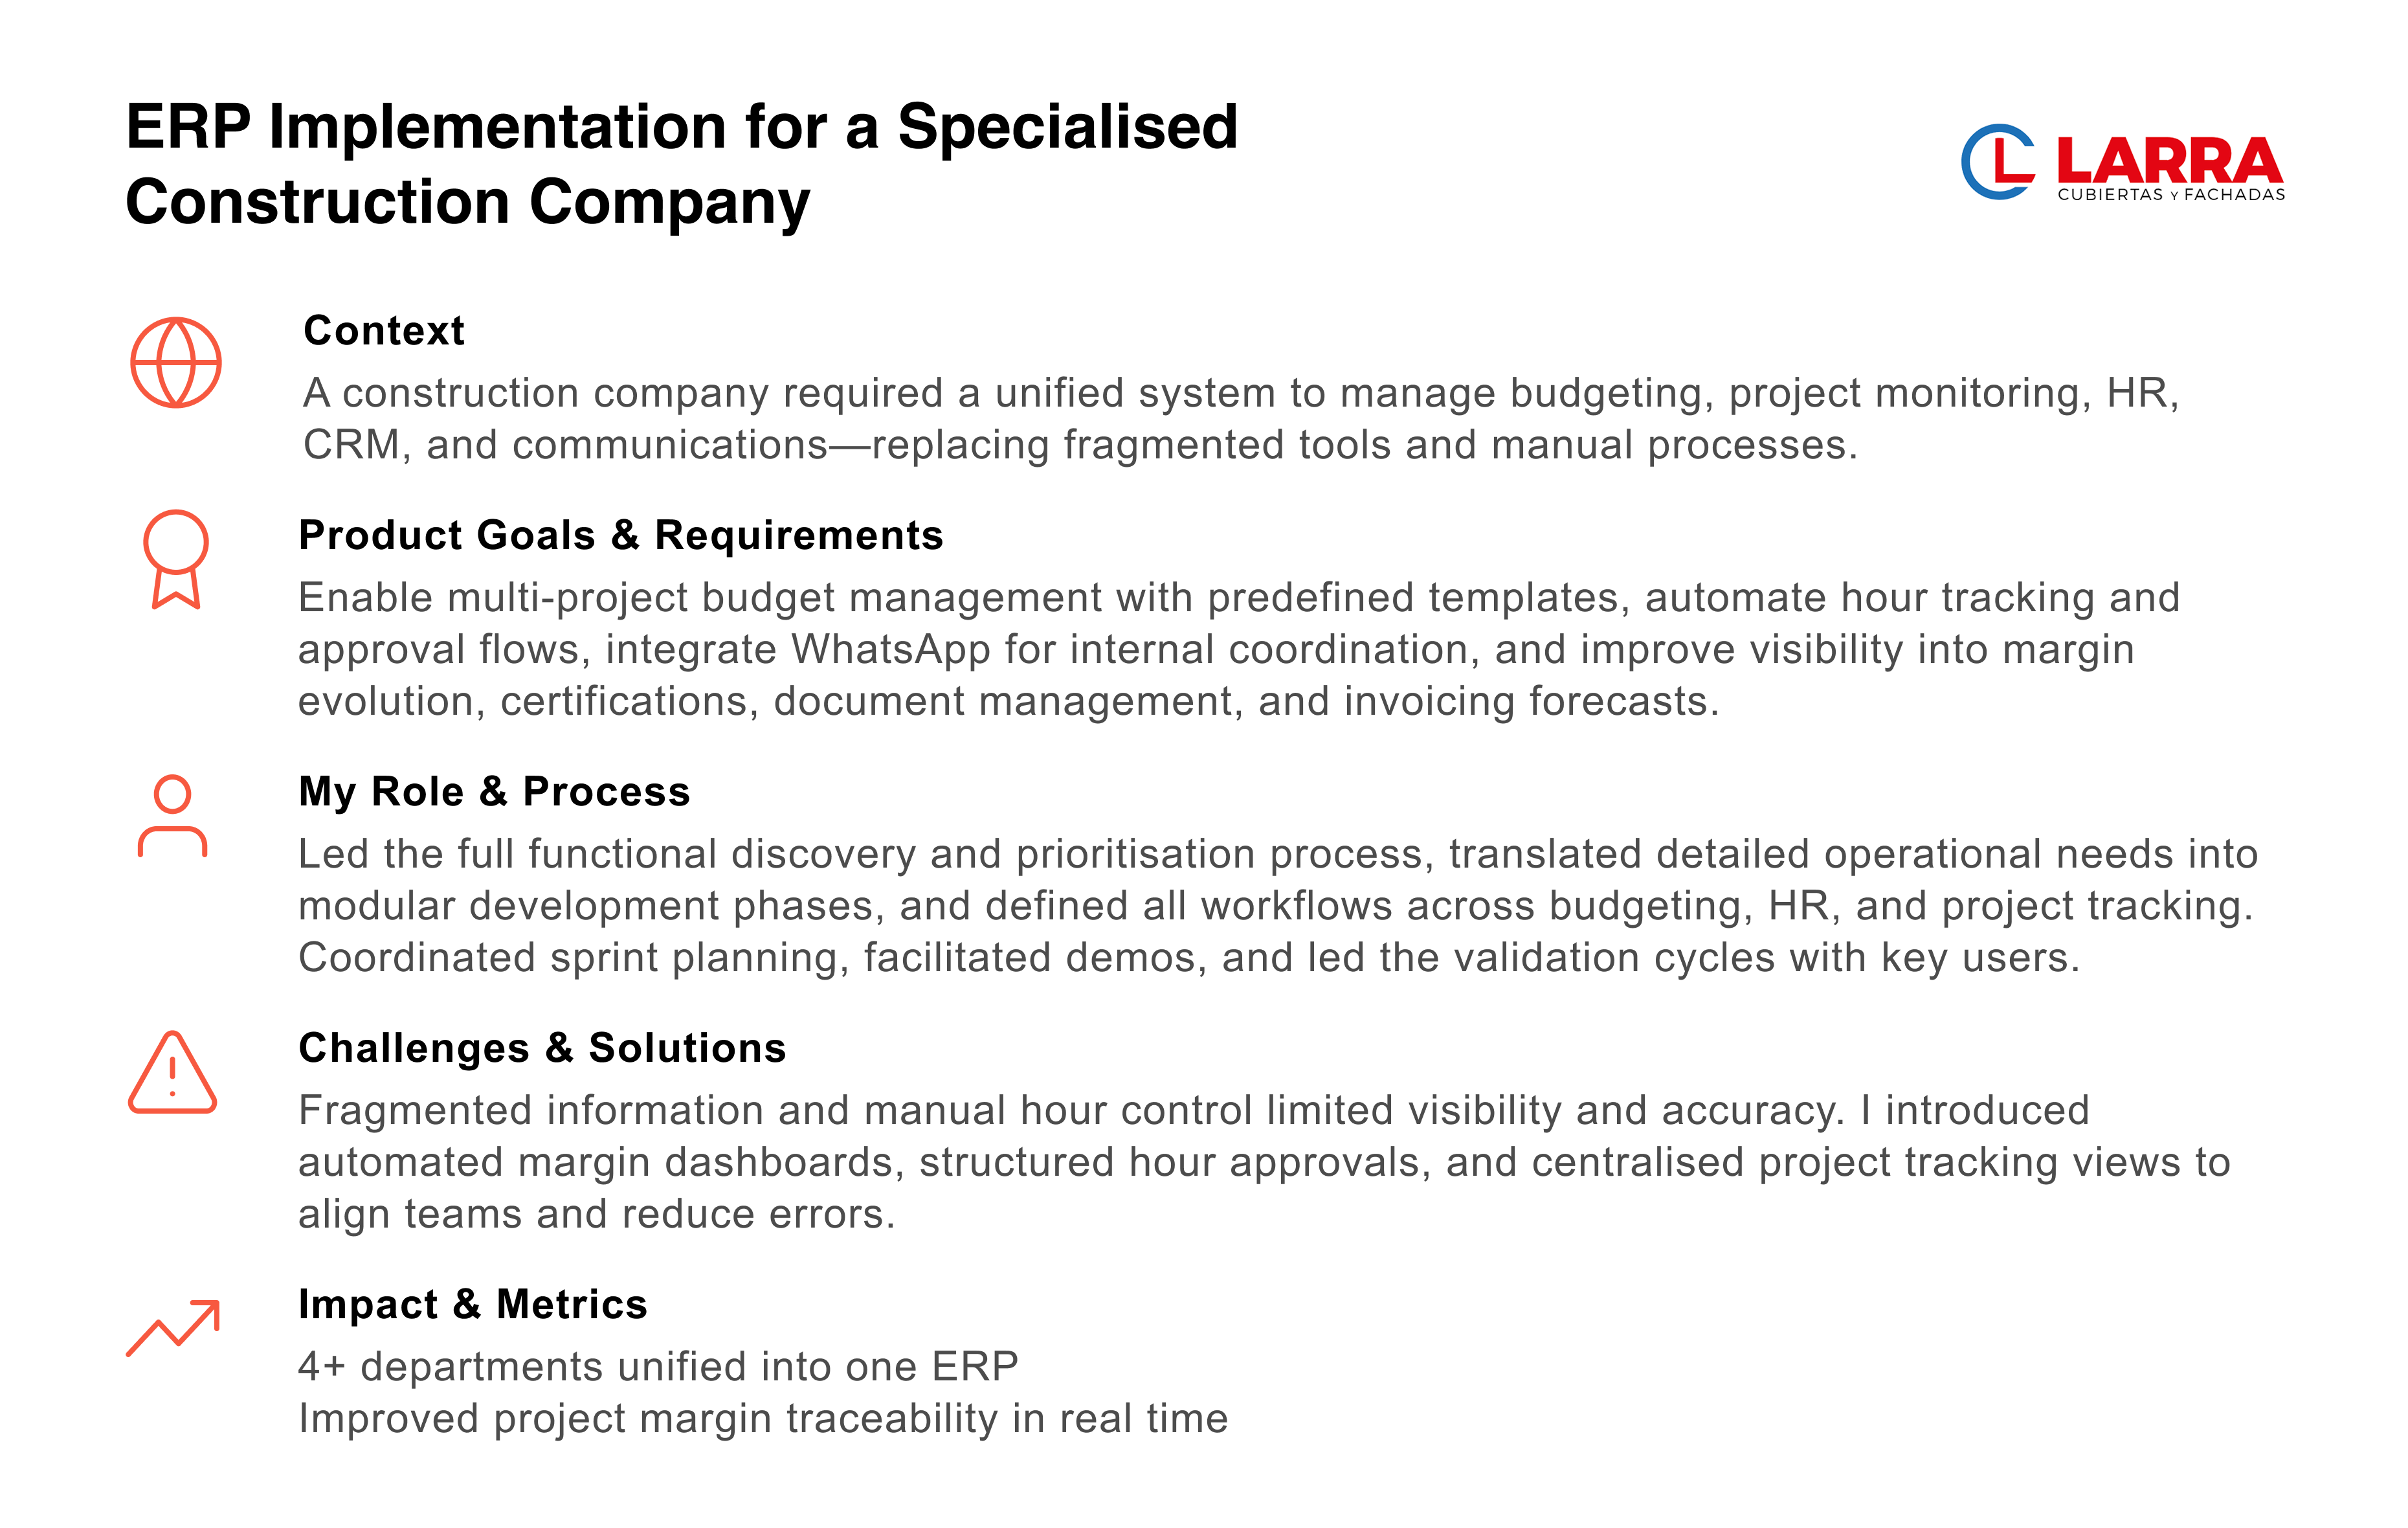 ERP Implementation for a Specialised
Construction Company
LARRA
CUBIERTAS Y FACHADAS
Context
A construction company required a unified system to manage budgeting, project monitoring, HR,
CRM, and communications—replacing fragmented tools and manual processes.
Product Goals & Requirements
Enable multi-project budget management with predefined templates, automate hour tracking and
approval flows, integrate WhatsApp for internal coordination, and improve visibility into margin
evolution, certifications, document management, and invoicing forecasts.
My Role & Process
Led the full functional discovery and prioritisation process, translated detailed operational needs into
modular development phases, and defined all workflows across budgeting, HR, and project tracking.
Coordinated sprint planning, facilitated demos, and led the validation cycles with key users.
Challenges & Solutions
Fragmented information and manual hour control limited visibility and accuracy. I introduced
automated margin dashboards, structured hour approvals, and centralised project tracking views to
align teams and reduce errors.
Impact & Metrics
4+ departments unified into one ERP
Improved project margin traceability in real time